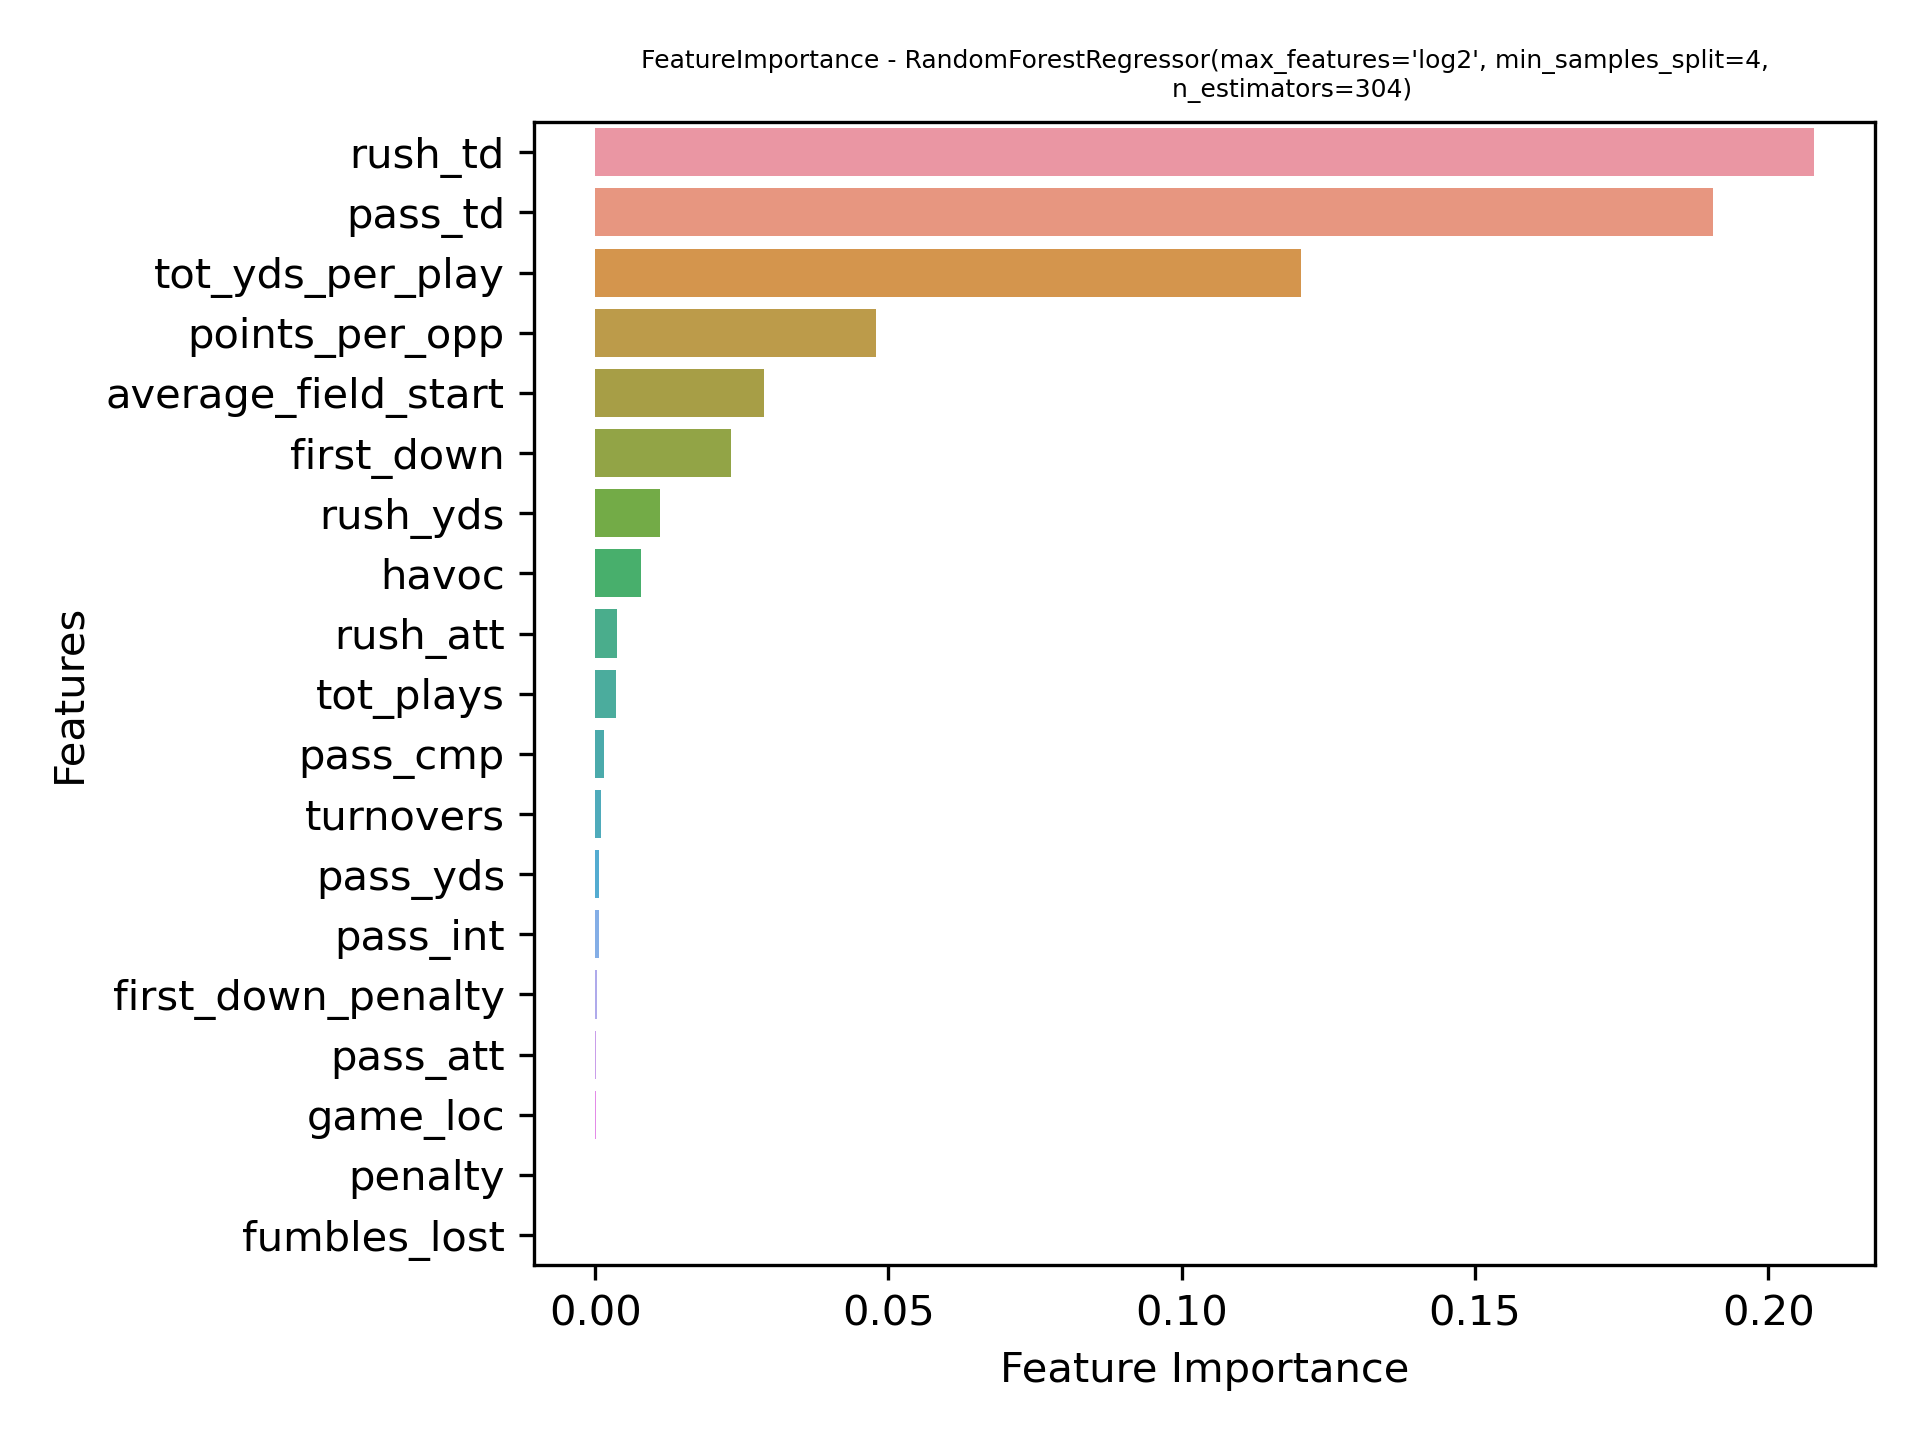 FeatureImportance - RandomForestRegressor(max_features='log2', min_samples_split=4,
n_estimators=304)
rush_td
pass_td
tot_yds_per_play
points_per_opp
average_field_start
first_down
rush_yds
havoc
rush_att
tot_plays
pass_cmp
turnovers
pass_yds
pass_int
first_down_penalty
pass_att
game_loc
penalty
fumbles_lost
Features
0.00 0.05 0.10 0.15 0.20
Feature Importance